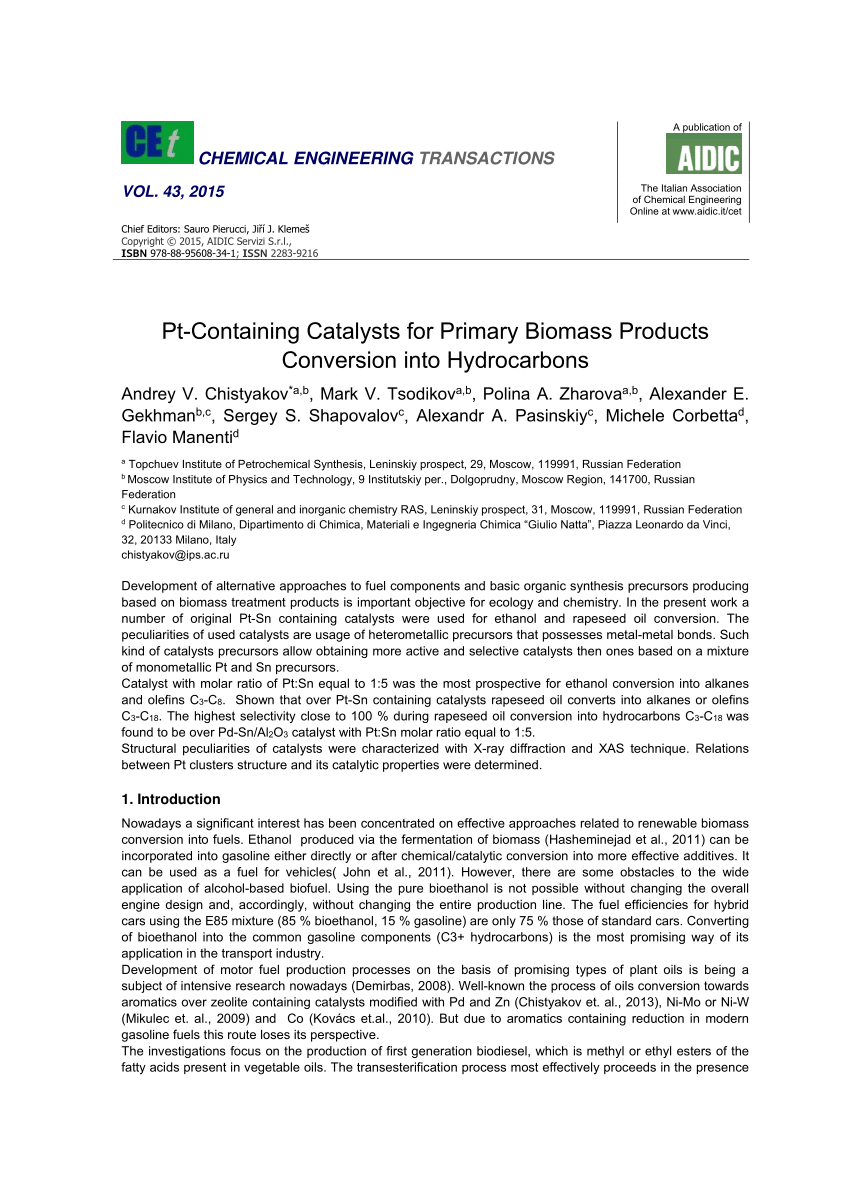 CEt
CHEMICAL ENGINEERING TRANSACTIONS
VOL. 43, 2015
A publication of
AIDIC
The Italian Association
of Chemical Engineering
Online at www.aidic.it/cet
Chief Editors: Sauro Pierucci, Jiří J. Klemeš
Copyright © 2015, AIDIC Servizi S.r.l.,
ISBN 978-88-95608-34-1; ISSN 2283-9216
Pt-Containing Catalysts for Primary Biomass Products
Conversion into Hydrocarbons
Andrey V. Chistyakov*a,b, Mark V. Tsodikova,b, Polina A. Zharovaa,b, Alexander E.
Gekhmanb,c, Sergey S. Shapovalovc, Alexandr A. Pasinskiyc, Michele Corbettad,
Flavio Manentid
a Topchuev Institute of Petrochemical Synthesis, Leninskiy prospect, 29, Moscow, 119991, Russian Federation
b Moscow Institute of Physics and Technology, 9 Institutskiy per., Dolgoprudny, Moscow Region, 141700, Russian
Federation
c Kurnakov Institute of general and inorganic chemistry RAS, Leninskiy prospect, 31, Moscow, 119991, Russian Federation
d Politecnico di Milano, Dipartimento di Chimica, Materiali e Ingegneria Chimica “Giulio Natta”, Piazza Leonardo da Vinci,
32, 20133 Milano, Italy
chistyakov@ips.ac.ru
Development of alternative approaches to fuel components and basic organic synthesis precursors producing
based on biomass treatment products is important objective for ecology and chemistry. In the present work a
number of original Pt-Sn containing catalysts were used for ethanol and rapeseed oil conversion. The
peculiarities of used catalysts are usage of heterometallic precursors that possesses metal-metal bonds. Such
kind of catalysts precursors allow obtaining more active and selective catalysts then ones based on a mixture
of monometallic Pt and Sn precursors.
Catalyst with molar ratio of Pt:Sn equal to 1:5 was the most prospective for ethanol conversion into alkanes
and olefins C3-C8. Shown that over Pt-Sn containing catalysts rapeseed oil converts into alkanes or olefins
C3-C18. The highest selectivity close to 100 % during rapeseed oil conversion into hydrocarbons C3-C18 was
found to be over Pd-Sn/Al2O3 catalyst with Pt:Sn molar ratio equal to 1:5.
Structural peculiarities of catalysts were characterized with X-ray diffraction and XAS technique. Relations
between Pt clusters structure and its catalytic properties were determined.
1. Introduction
Nowadays a significant interest has been concentrated on effective approaches related to renewable biomass
conversion into fuels. Ethanol produced via the fermentation of biomass (Hasheminejad et al., 2011) can be
incorporated into gasoline either directly or after chemical/catalytic conversion into more effective additives. It
can be used as a fuel for vehicles( John et al., 2011). However, there are some obstacles to the wide
application of alcohol-based biofuel. Using the pure bioethanol is not possible without changing the overall
engine design and, accordingly, without changing the entire production line. The fuel efficiencies for hybrid
cars using the E85 mixture (85 % bioethanol, 15 % gasoline) are only 75 % those of standard cars. Converting
of bioethanol into the common gasoline components (C3+ hydrocarbons) is the most promising way of its
application in the transport industry.
Development of motor fuel production processes on the basis of promising types of plant oils is being a
subject of intensive research nowadays (Demirbas, 2008). Well-known the process of oils conversion towards
aromatics over zeolite containing catalysts modified with Pd and Zn (Chistyakov et. al., 2013), Ni-Mo or Ni-W
(Mikulec et. al., 2009) and Co (Kovács et.al., 2010). But due to aromatics containing reduction in modern
gasoline fuels this route loses its perspective.
The investigations focus on the production of first generation biodiesel, which is methyl or ethyl esters of the
fatty acids present in vegetable oils. The transesterification process most effectively proceeds in the presence